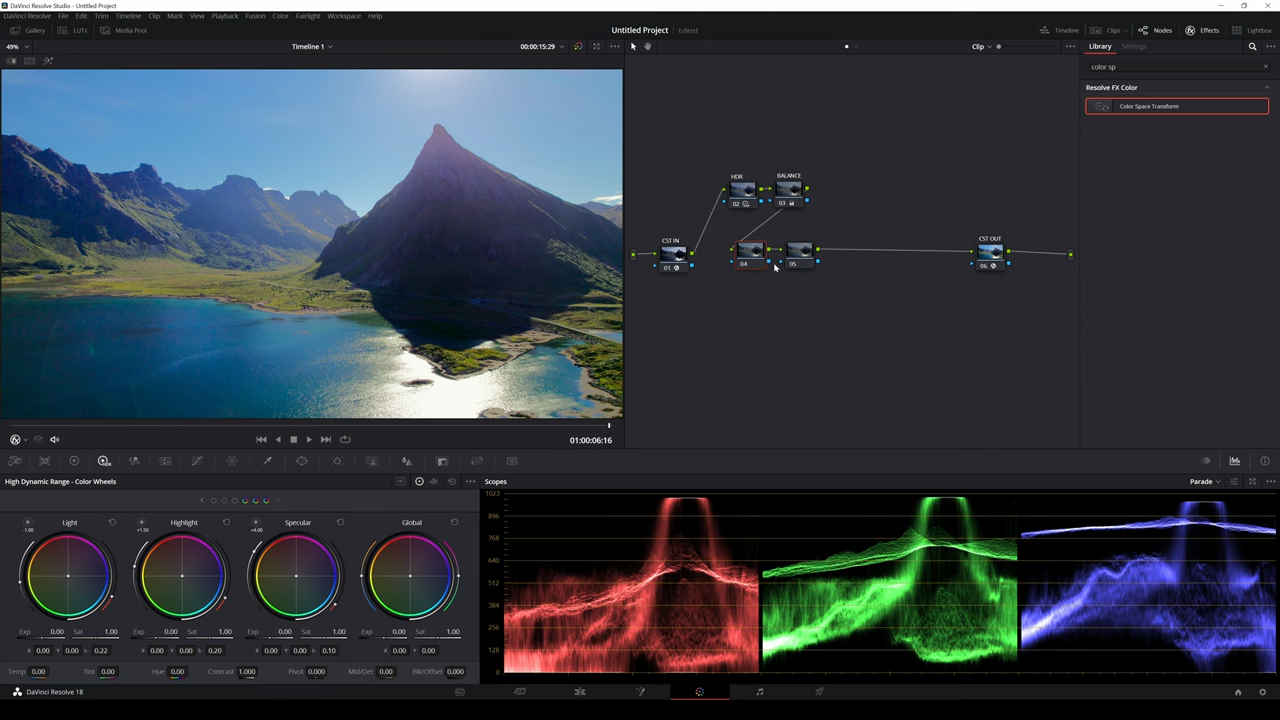 DaVinci Resolve Studio - Untitled Project
DaVinci Resolve File Edit Trim Timeline Clip Mark View Playback Fusion Color Fairlight Workspace Help
Gallery LUTs Media Pool Untitled Project Edited Timeline Clips Nodes Effects Lightbox
49% Timeline 1 00:00:15:29 Clip Library Settings
color sp
Resolve FX Color
Color Space Transform
HDR BALANCE
02 03
CST IN CST OUT
01 04 05 06
01:00:06:16
High Dynamic Range - Color Wheels Scopes Parade
Light Highlight Specular Global
-1.00 +1.50 +4.00
Exp 0.00 Sat 1.00 Exp 0.00 Sat 1.00 Exp 0.00 Sat 1.00 Exp 0.00 Sat 1.00
X 0.00 Y 0.00 0.22 X 0.00 Y 0.00 0.20 X 0.00 Y 0.00 0.10 X 0.00 Y 0.00
Temp 0.00 Tint 0.00 Hue 0.00 Contrast 1.000 Pivot 0.000 Mid/Det 0.00 Blk/Offset 0.000
1023
896
768
640
512
384
256
128
0
DaVinci Resolve 18